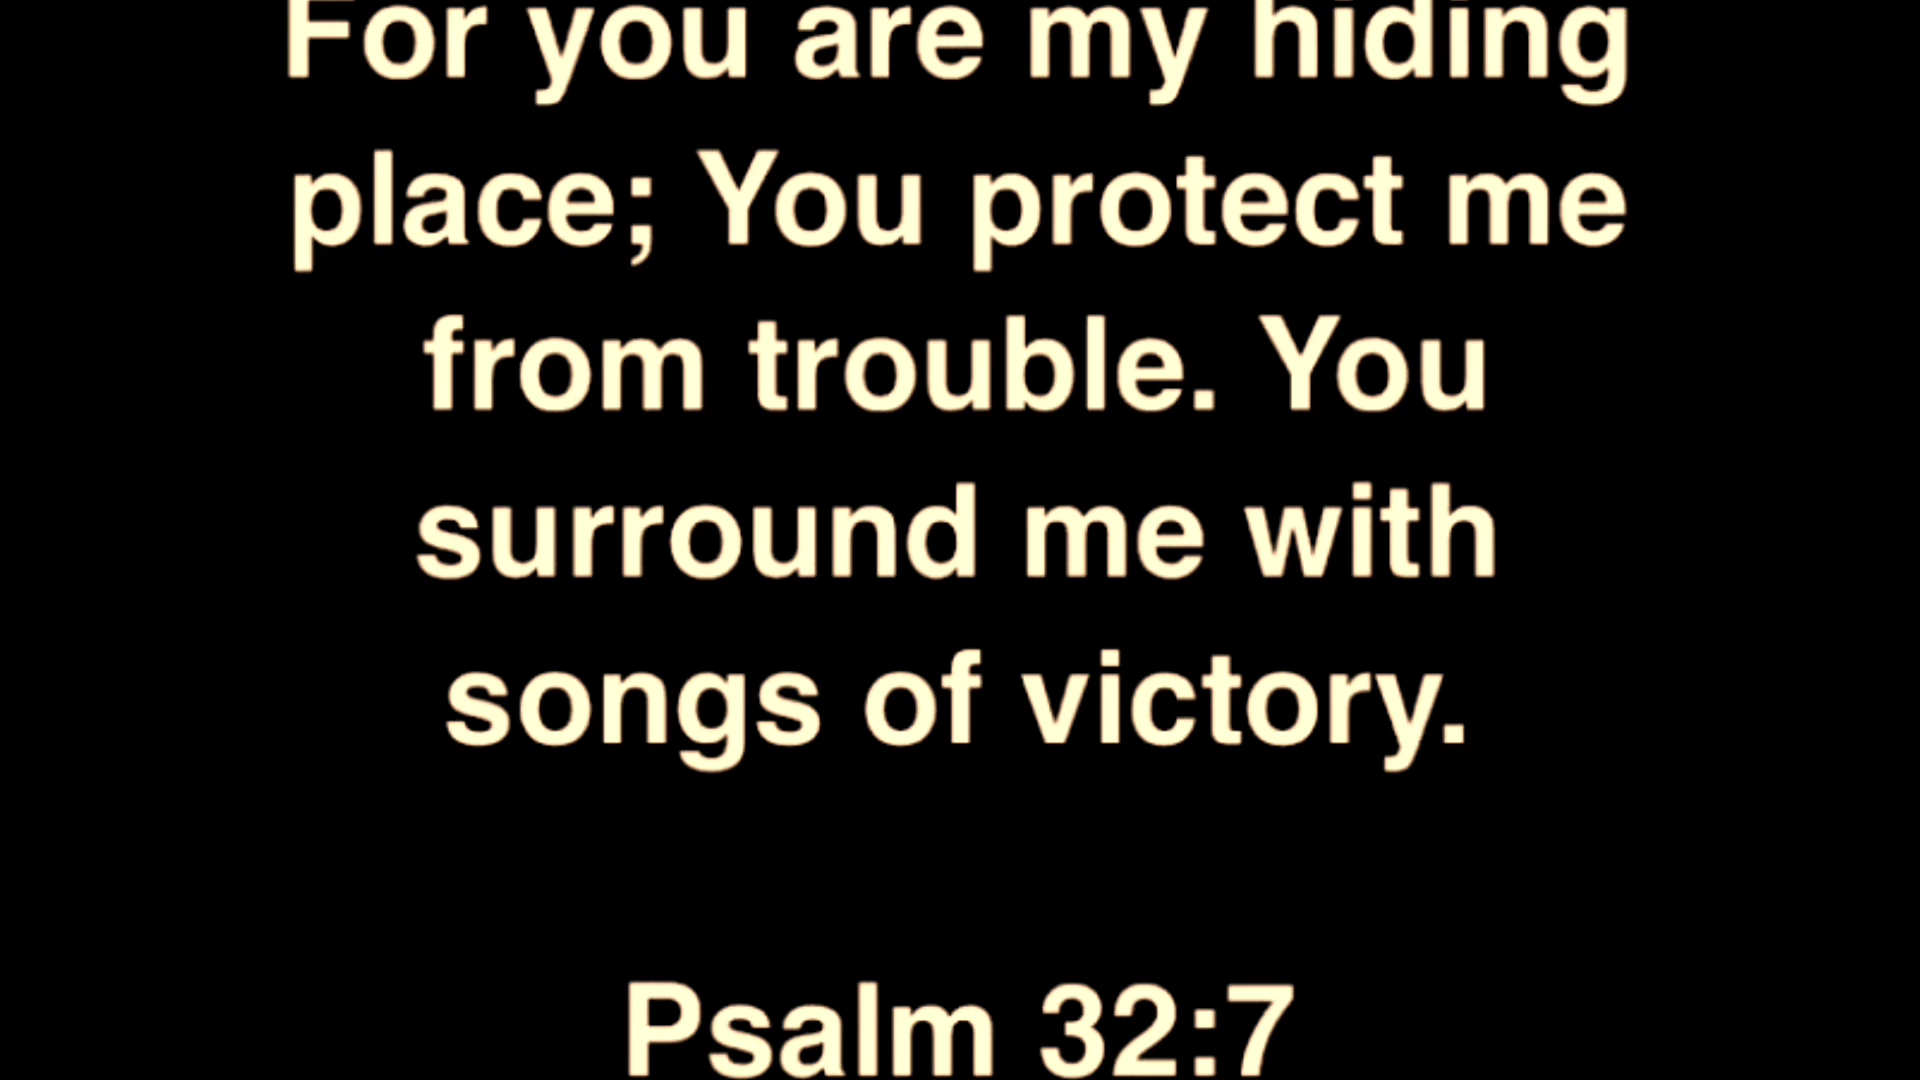 For you are my hiding
place; You protect me
from trouble. You
surround me with
songs of victory.
Psalm 32:7